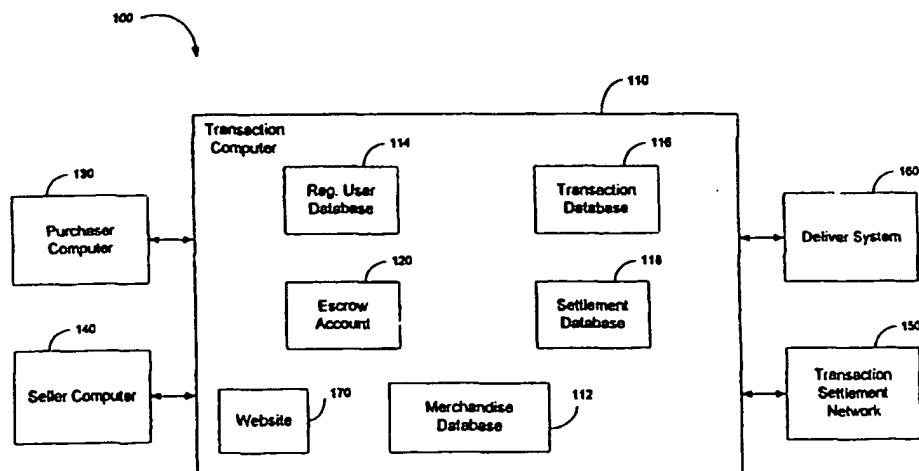 100
110
Transaction
Computer
114
Reg. User
Database
116
Transaction
Database
130
Purchaser
Computer
160
Deliver System
120
Escrow
Account
118
Settlement
Database
140
Seller Computer
150
Transaction
Settlement
Network
170
Website
112
Merchandise
Database